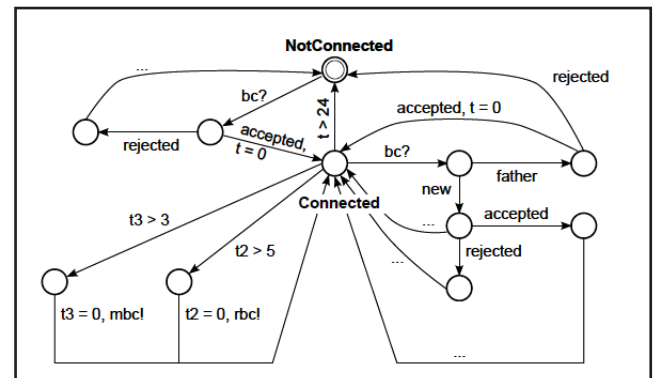 NotConnected
...
rejected
bc?
t > 24
accepted, t = 0
accepted,
t = 0
rejected
bc?
father
new
Connected
...
accepted
t3 > 3
t2 > 5
rejected
...
t3 = 0, mbc!
t2 = 0, rbc!
...